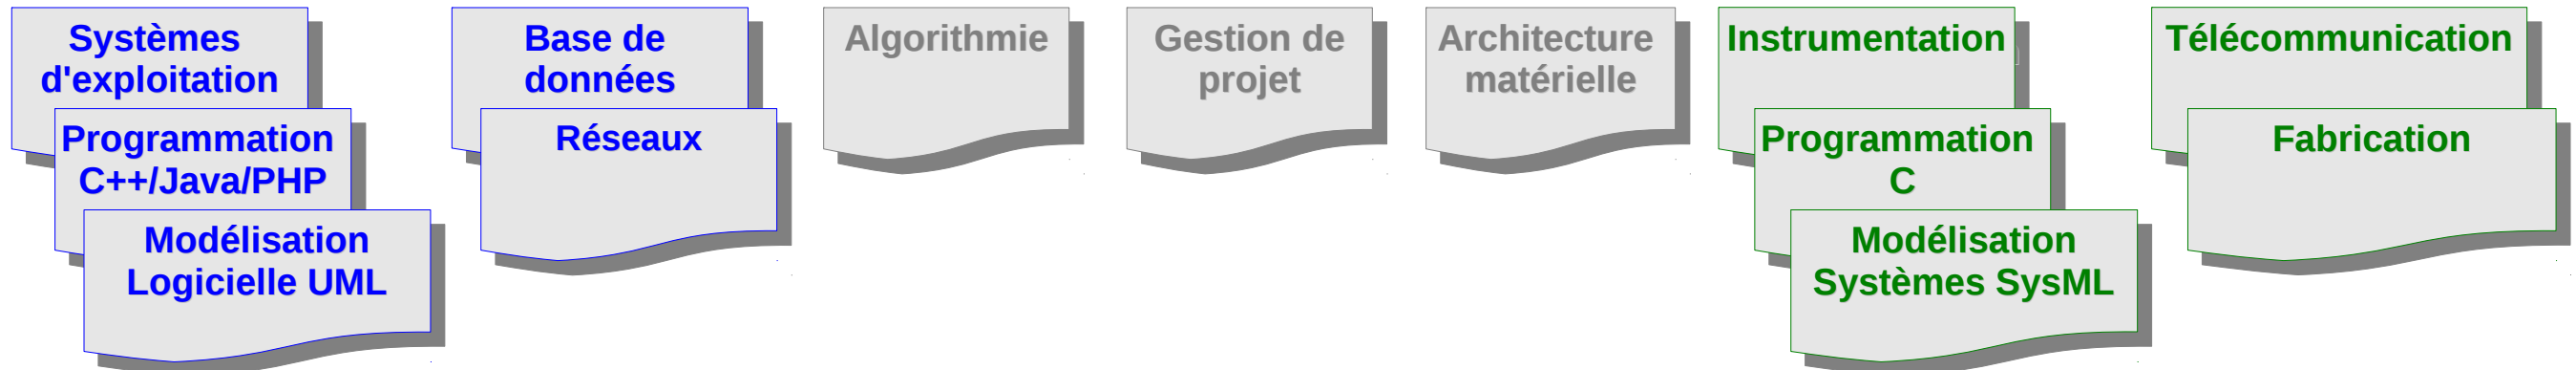 Systèmes
d'exploitation
Programmation
C++/Java/PHP
Modélisation
Logicielle UML
Base de
données
Réseaux
Algorithmie
Gestion de
projet
Architecture
matérielle
Instrumentation
Programmation
C
Modélisation
Systèmes SysML
Télécommunication
Fabrication